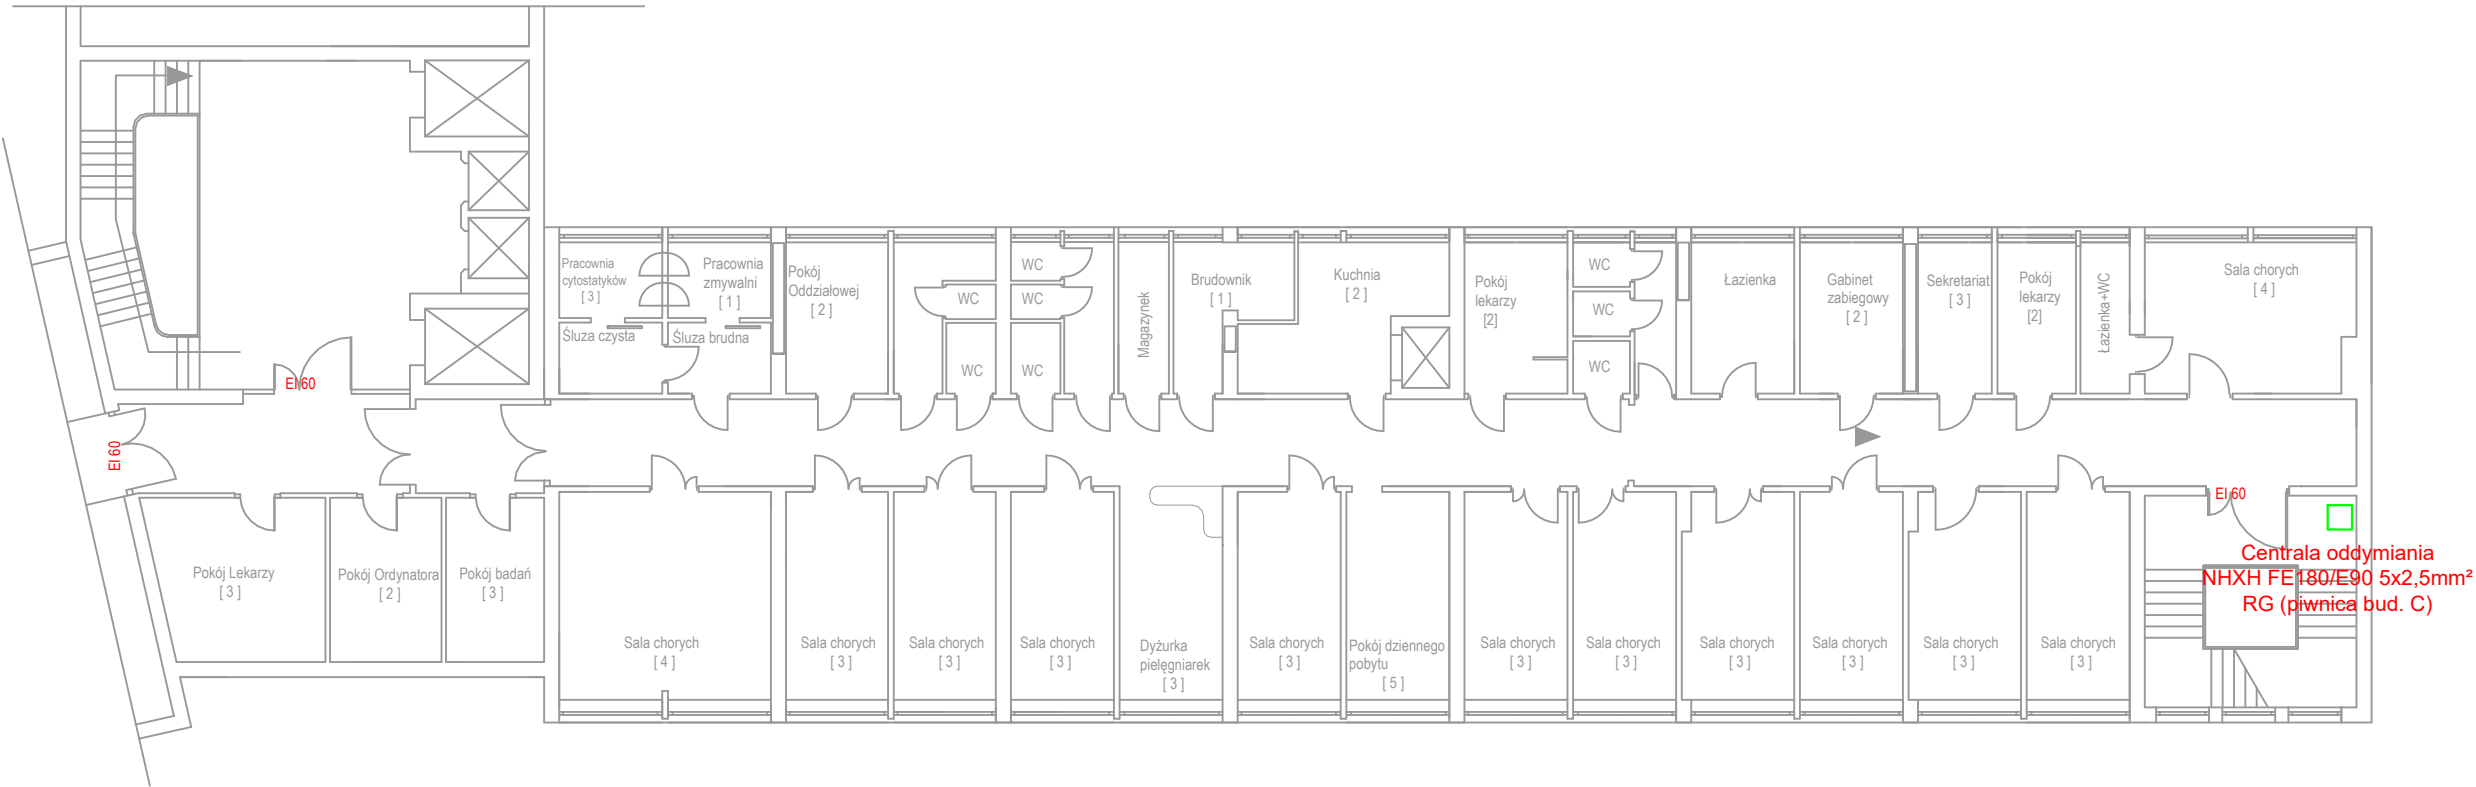 Pracownia
cytostatyków
[ 3 ]
Pracownia
zmywalni
[ 1 ]
Śluza czysta
Śluza brudna
Pokój
Oddziałowej
[ 2 ]
WC
WC
WC
WC
WC
WC
Magazynek
Brudownik
[ 1 ]
Kuchnia
[ 2 ]
Pokój
lekarzy
[2]
WC
WC
WC
Łazienka
Gabinet
zabiegowy
[ 2 ]
Sekretariat
[ 3 ]
Pokój
lekarzy
[2]
Łazienka+WC
Sala chorych
[ 4 ]
EI 60
EI 60
EI 60
Centrala oddymiania
NHXH FE180/E90 5x2,5mm²
RG (piwnica bud. C)
Pokój Lekarzy
[ 3 ]
Pokój Ordynatora
[ 2 ]
Pokój badań
[ 3 ]
Sala chorych
[ 4 ]
Sala chorych
[ 3 ]
Sala chorych
[ 3 ]
Sala chorych
[ 3 ]
Dyżurka
pielęgniarek
[ 3 ]
Sala chorych
[ 3 ]
Pokój dziennego
pobytu
[ 5 ]
Sala chorych
[ 3 ]
Sala chorych
[ 3 ]
Sala chorych
[ 3 ]
Sala chorych
[ 3 ]
Sala chorych
[ 3 ]
Sala chorych
[ 3 ]